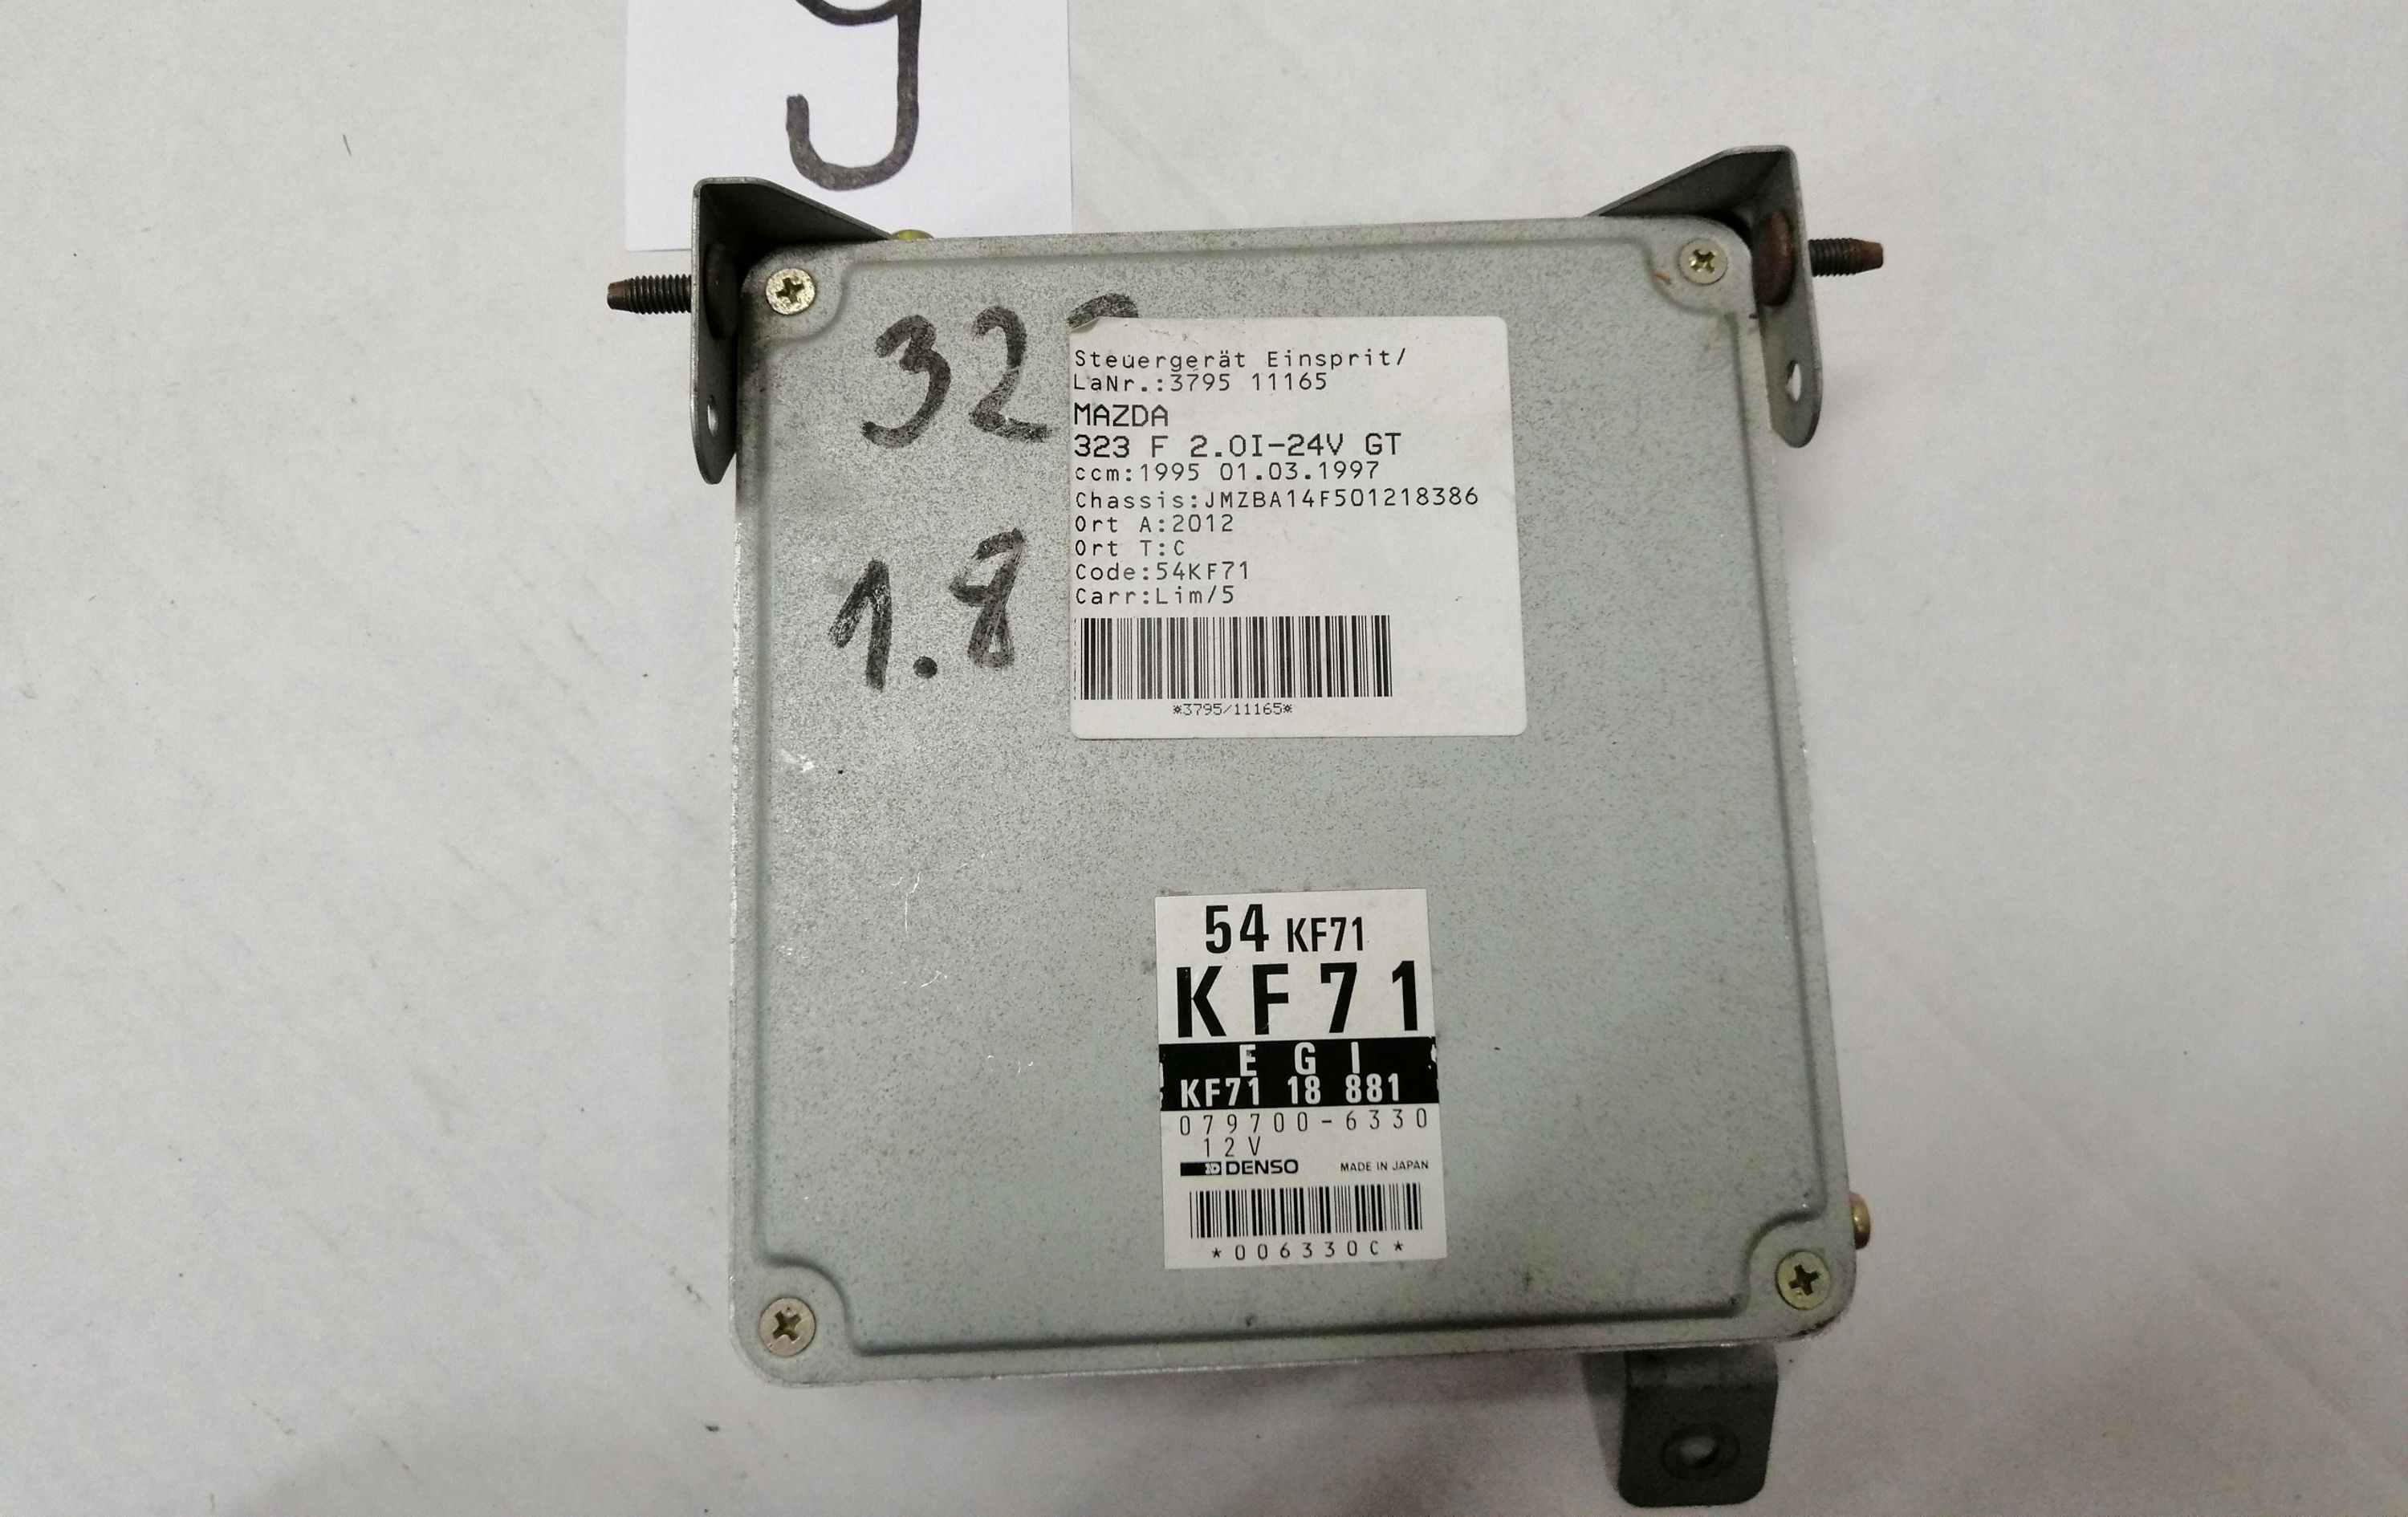 9
32
Steuergerät Einsprit/
LaNr.:3795 11165
MAZDA
323 F 2.0I-24V GT
ccm:1995 01.03.1997
Chassis:JMZBA14F501218386
Ort A:2012
Ort T:C
Code:54KF71
Carr:Lim/5
*3795/11165*
1.8
54 KF71
KF71
EGI
KF71 18 881
079700-6330
12V
DENSO MADE IN JAPAN
*006330C*